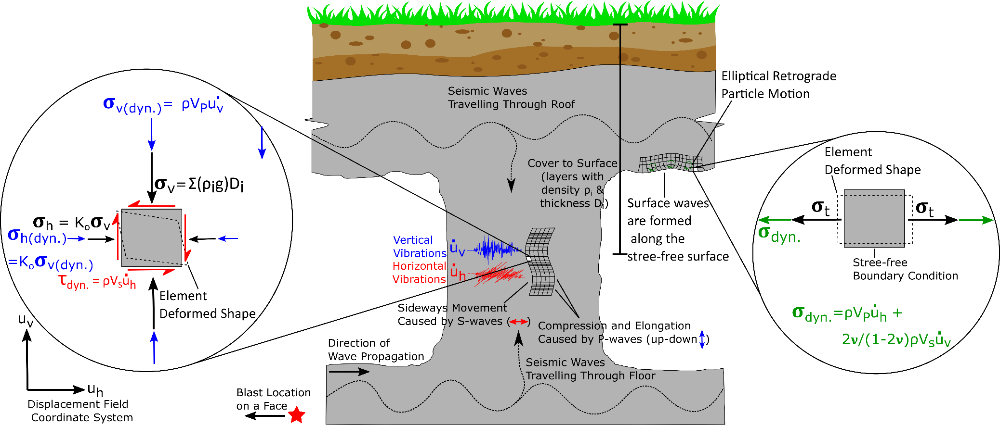 Seismic Waves
Travelling Through Roof
Elliptical Retrograde
Particle Motion
σv(dyn.)= ρVPu̇v
σv=Σ(ρig)Di
σh = Koσv
σh(dyn.)
=Koσv(dyn.)
τdyn. = ρVsu̇h
Element
Deformed Shape
uv
uh
Displacement Field
Coordinate System
Cover to Surface
(layers with
density ρi &
thickness Di)
Surface waves
are formed
along the
stree-free surface
Vertical
Vibrations u̇v
Horizontal
Vibrations u̇h
Sideways Movement
Caused by S-waves (↔)
Compression and Elongation
Caused by P-waves (up-down↕)
Direction of
Wave Propagation
Seismic Waves
Travelling Through Floor
Blast Location
on a Face
Element
Deformed Shape
σt
σt
σdyn.
Stree-free
Boundary Condition
σdyn.=ρVPu̇h +
2ν/(1-2ν)ρVsu̇v